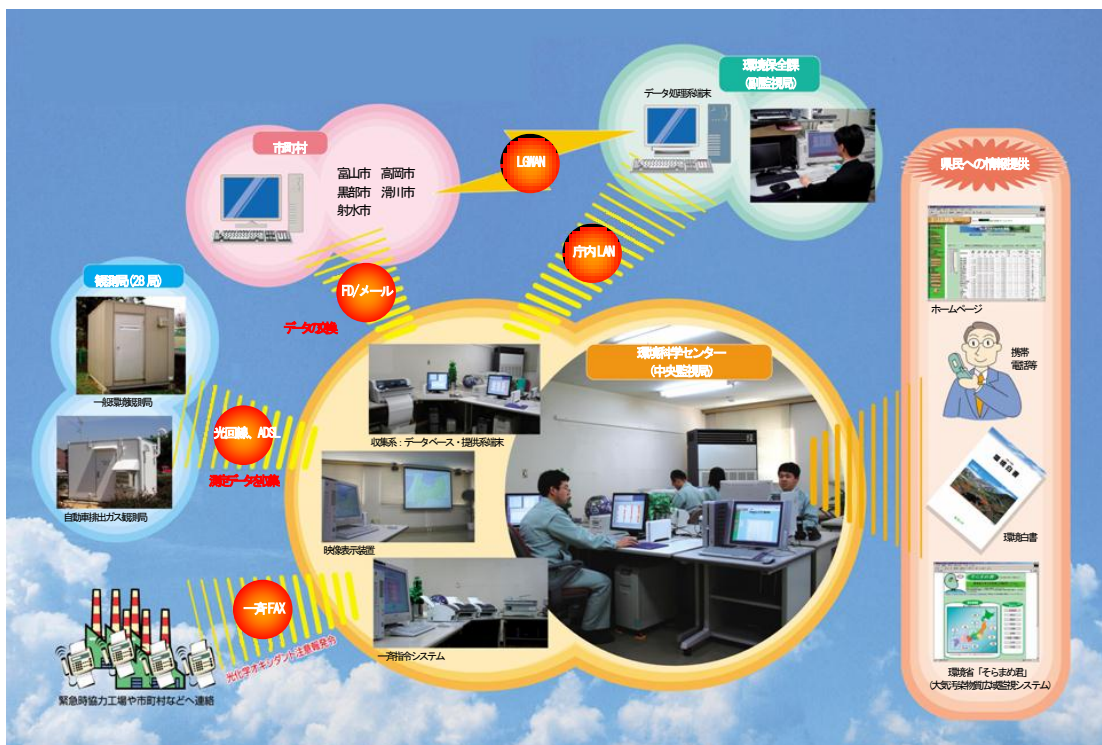 環境保全課
(副監視局)
データ処理系端末
市町村
富山市 高岡市
黒部市 滑川市
射水市
LGWAN
県民への情報提供
庁内LAN
観測局(28局)
FD/メール
データの交換
ホームページ
環境科学センター
(中央監視局)
携帯
電話等
一般環境観測局
光回線、ADSL
測定データを収集
収集系:データベース・提供系端末
環境白書
自動車排出ガス観測局
映像表示装置
環境白書
一斉FAX
光化学オキシダント注意報発令
一斉指令システム
緊急時協力工場や市町村などへ連絡
環境省「そらまめ君」
(大気汚染物質広域監視システム)